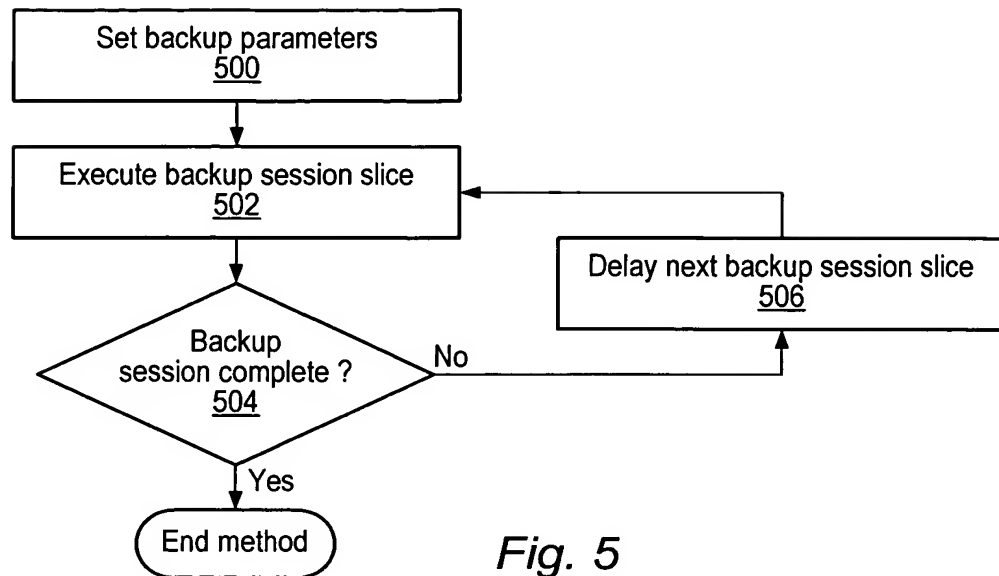 Set backup parameters
500
Execute backup session slice
502
Delay next backup session slice
506
Backup
session complete ?
504
No
Yes
End method
Fig. 5